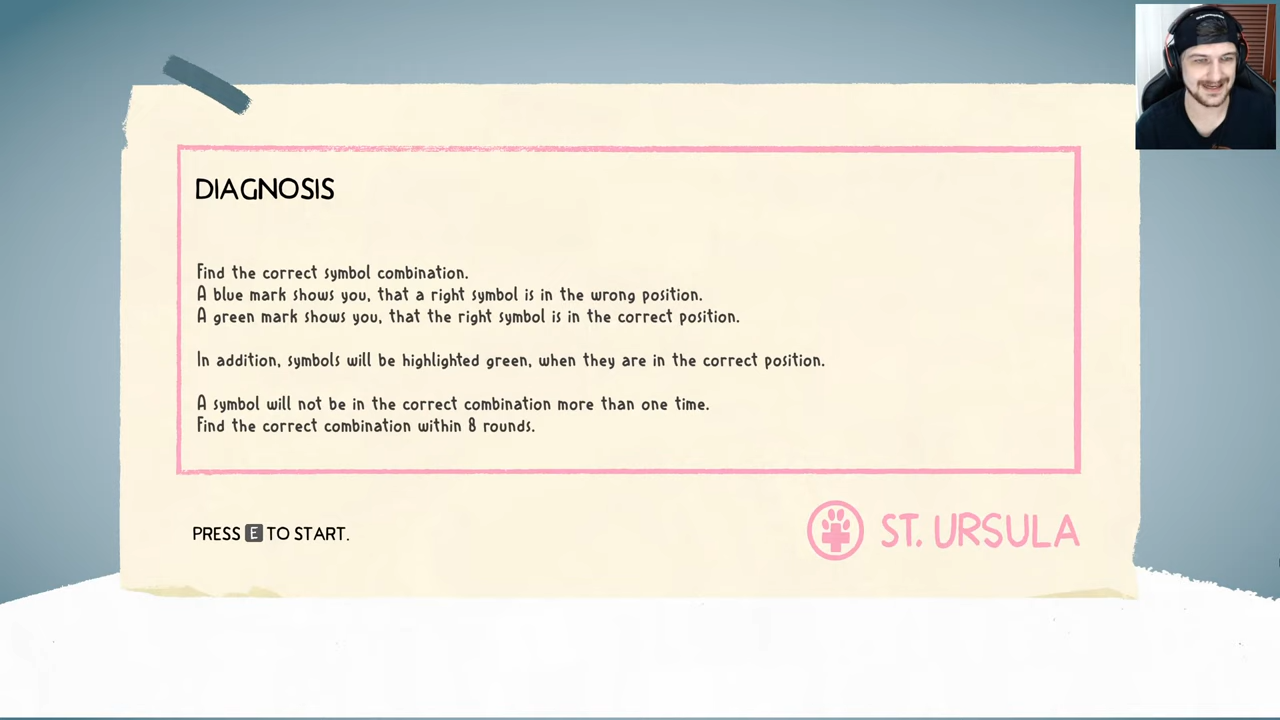 DIAGNOSIS
Find the correct symbol combination.
A blue mark shows you, that a right symbol is in the wrong position.
A green mark shows you, that the right symbol is in the correct position.
In addition, symbols will be highlighted green, when they are in the correct position.
A symbol will not be in the correct combination more than one time.
Find the correct combination within 8 rounds.
PRESS E TO START.
ST. URSULA